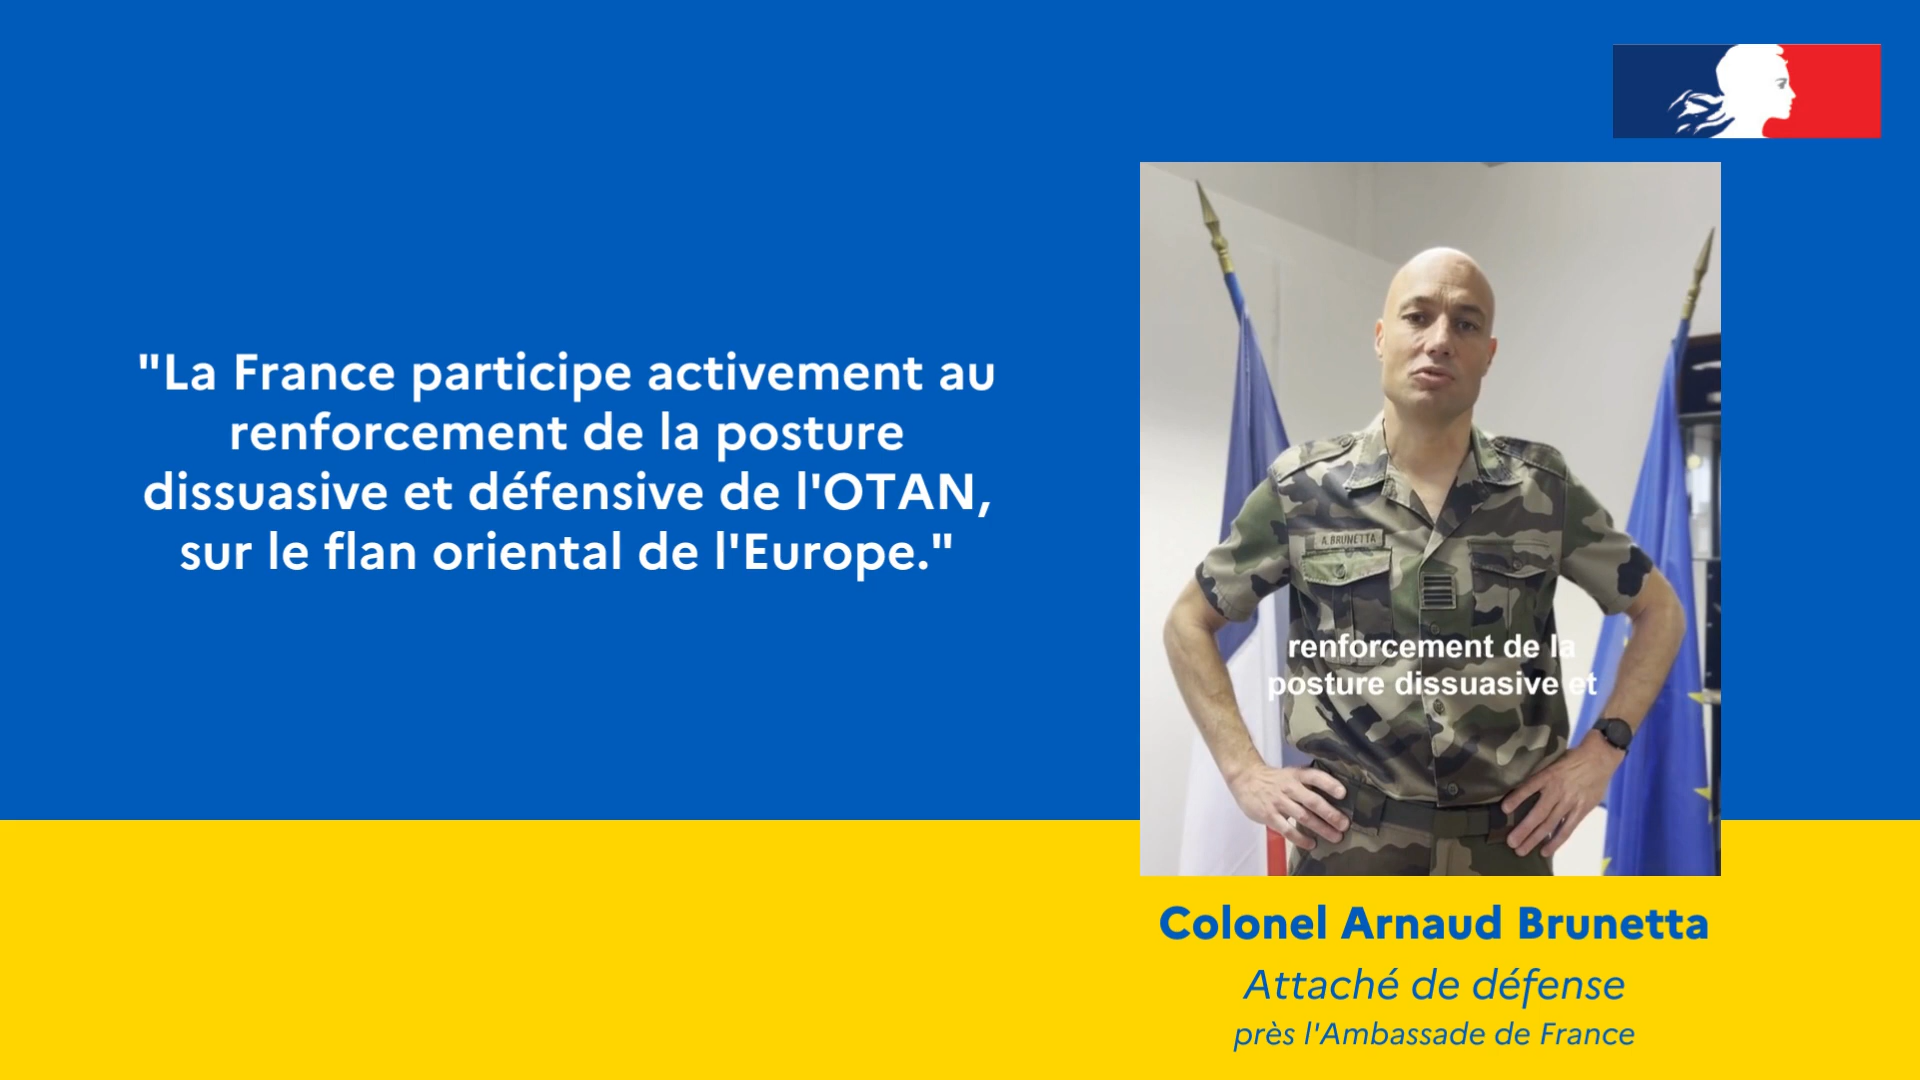 "La France participe activement au
renforcement de la posture
dissuasive et défensive de l'OTAN,
sur le flan oriental de l'Europe."
A. BRUNETTA
renforcement de la
posture dissuasive et
Colonel Arnaud Brunetta
Attaché de défense
près l'Ambassade de France